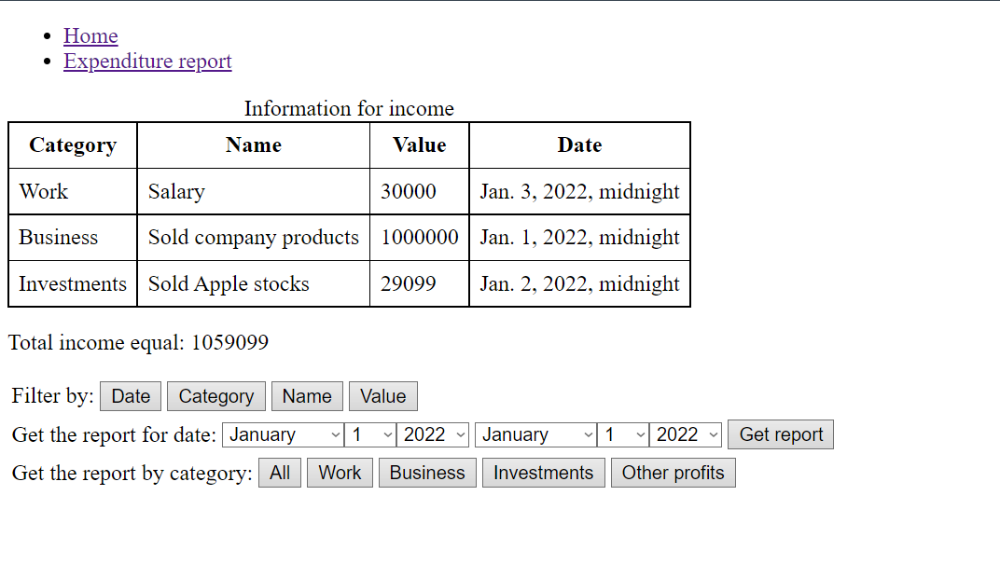 Home
Expenditure report
Information for income
Category Name Value Date
Work Salary 30000 Jan. 3, 2022, midnight
Business Sold company products 1000000 Jan. 1, 2022, midnight
Investments Sold Apple stocks 29099 Jan. 2, 2022, midnight
Total income equal: 1059099
Filter by: Date Category Name Value
Get the report for date: January 1 2022 January 1 2022 Get report
Get the report by category: All Work Business Investments Other profits